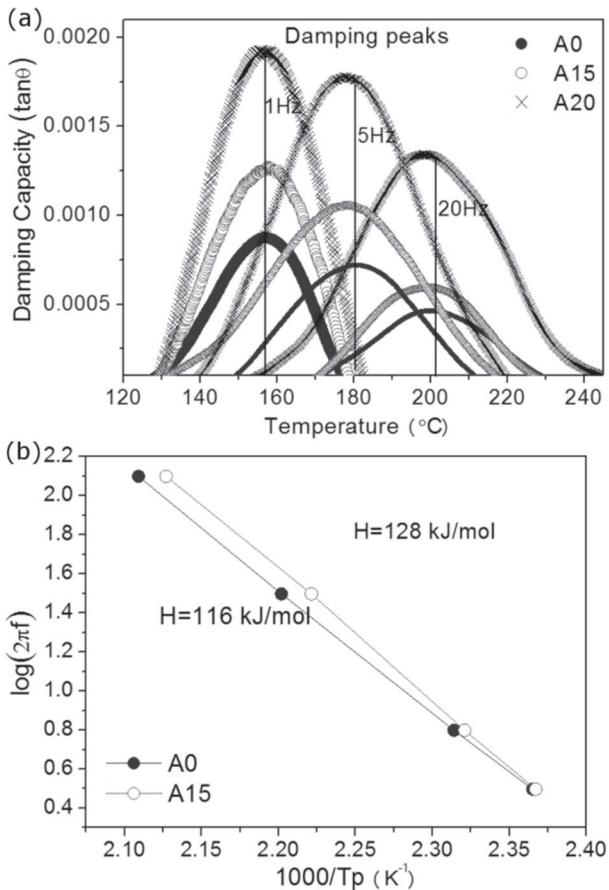 (a)
Damping peaks
A0
A15
A20
1Hz
5Hz
20Hz
0.0020
0.0015
0.0010
0.0005
Damping Capacity (tanθ)
120 140 160 180 200 220 240
Temperature (°C)
(b)
2.2
2.0
1.8
1.6
1.4
1.2
1.0
0.8
0.6
0.4
log(2πf)
H=128 kJ/mol
H=116 kJ/mol
A0
A15
2.10 2.15 2.20 2.25 2.30 2.35 2.40
1000/Tp (K⁻¹)